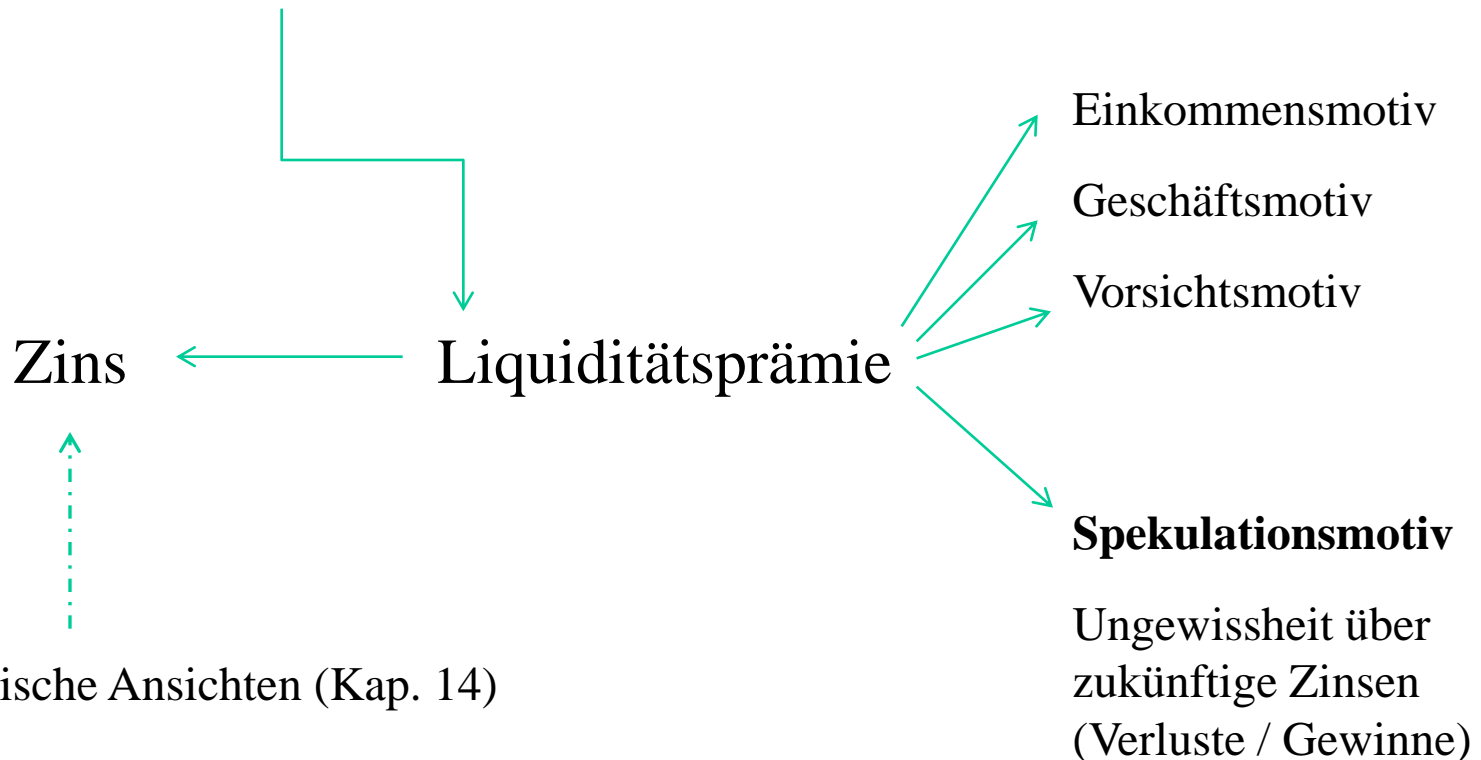 Einkommensmotiv
Geschäftsmotiv
Vorsichtsmotiv
Zins
Liquiditätsprämie
Spekulationsmotiv
Ungewissheit über
zukünftige Zinsen
(Verluste / Gewinne)
ische Ansichten (Kap. 14)